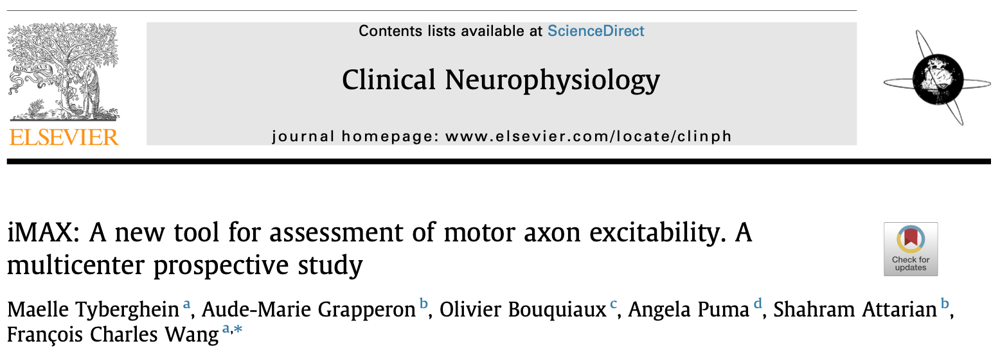 Contents lists available at ScienceDirect
NON SOLUS
Clinical Neurophysiology
ELSEVIER
journal homepage: www.elsevier.com/locate/clinph
iMAX: A new tool for assessment of motor axon excitability. A
multicenter prospective study
Check for
updates
Maelle Tyberghein a, Aude-Marie Grapperon b, Olivier Bouquiaux c, Angela Puma d, Shahram Attarian b,
François Charles Wang a,*